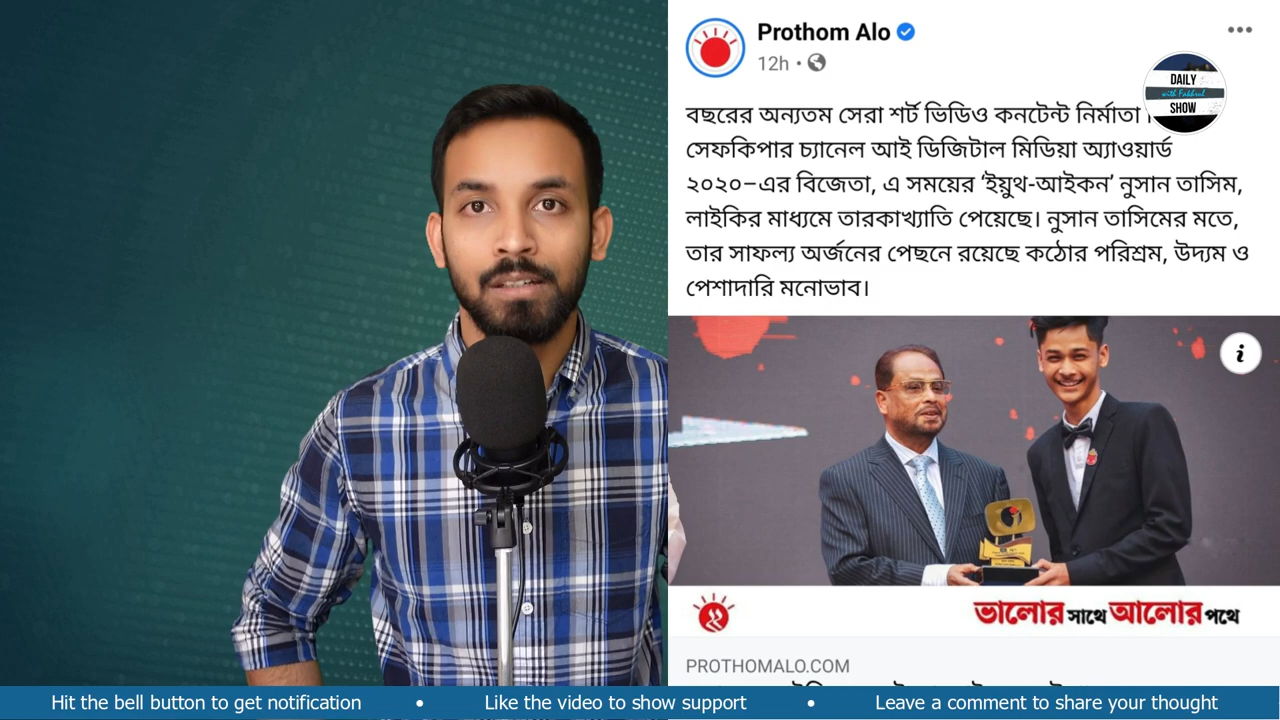 Prothom Alo
12h
DAILY
with Fakhrul
SHOW
বছরের অন্যতম সেরা শর্ট ভিডিও কনটেন্ট নির্মাতা
সেফকিপার চ্যানেল আই ডিজিটাল মিডিয়া অ্যাওয়ার্ড
২০২০–এর বিজেতা, এ সময়ের ‘ইয়ুথ-আইকন’ নুসান তাসিম,
লাইকির মাধ্যমে তারকাখ্যাতি পেয়েছে। নুসান তাসিমের মতে,
তার সাফল্য অর্জনের পেছনে রয়েছে কঠোর পরিশ্রম, উদ্যম ও
পেশাদারি মনোভাব।
ভালোর সাথে আলোর পথে
PROTHOMALO.COM
Hit the bell button to get notification • Like the video to show support • Leave a comment to share your thought